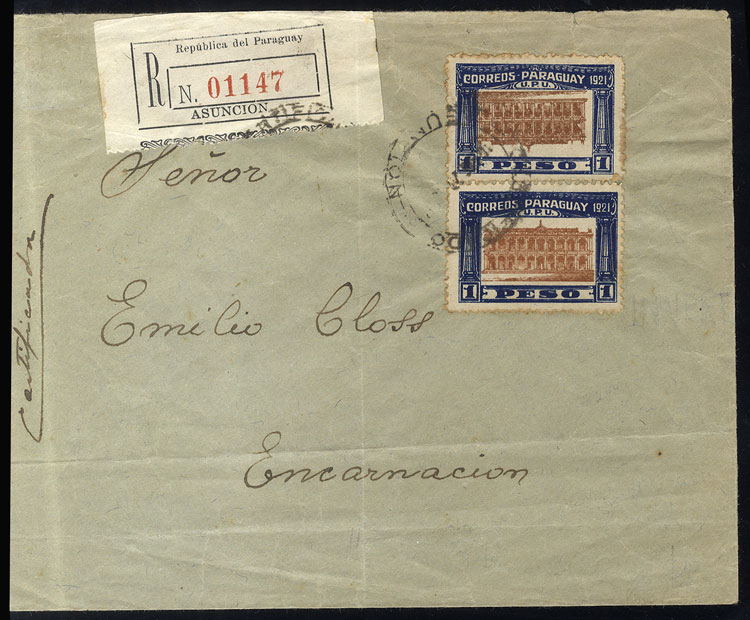 República del Paraguay
R
N. 01147
ASUNCION
CORREOS PARAGUAY 1921
U.P.U.
1 PESO 1
CORREOS PARAGUAY 1921
U.P.U.
1 PESO 1
Señor
Emilio Closs
Encarnacion
Certificada